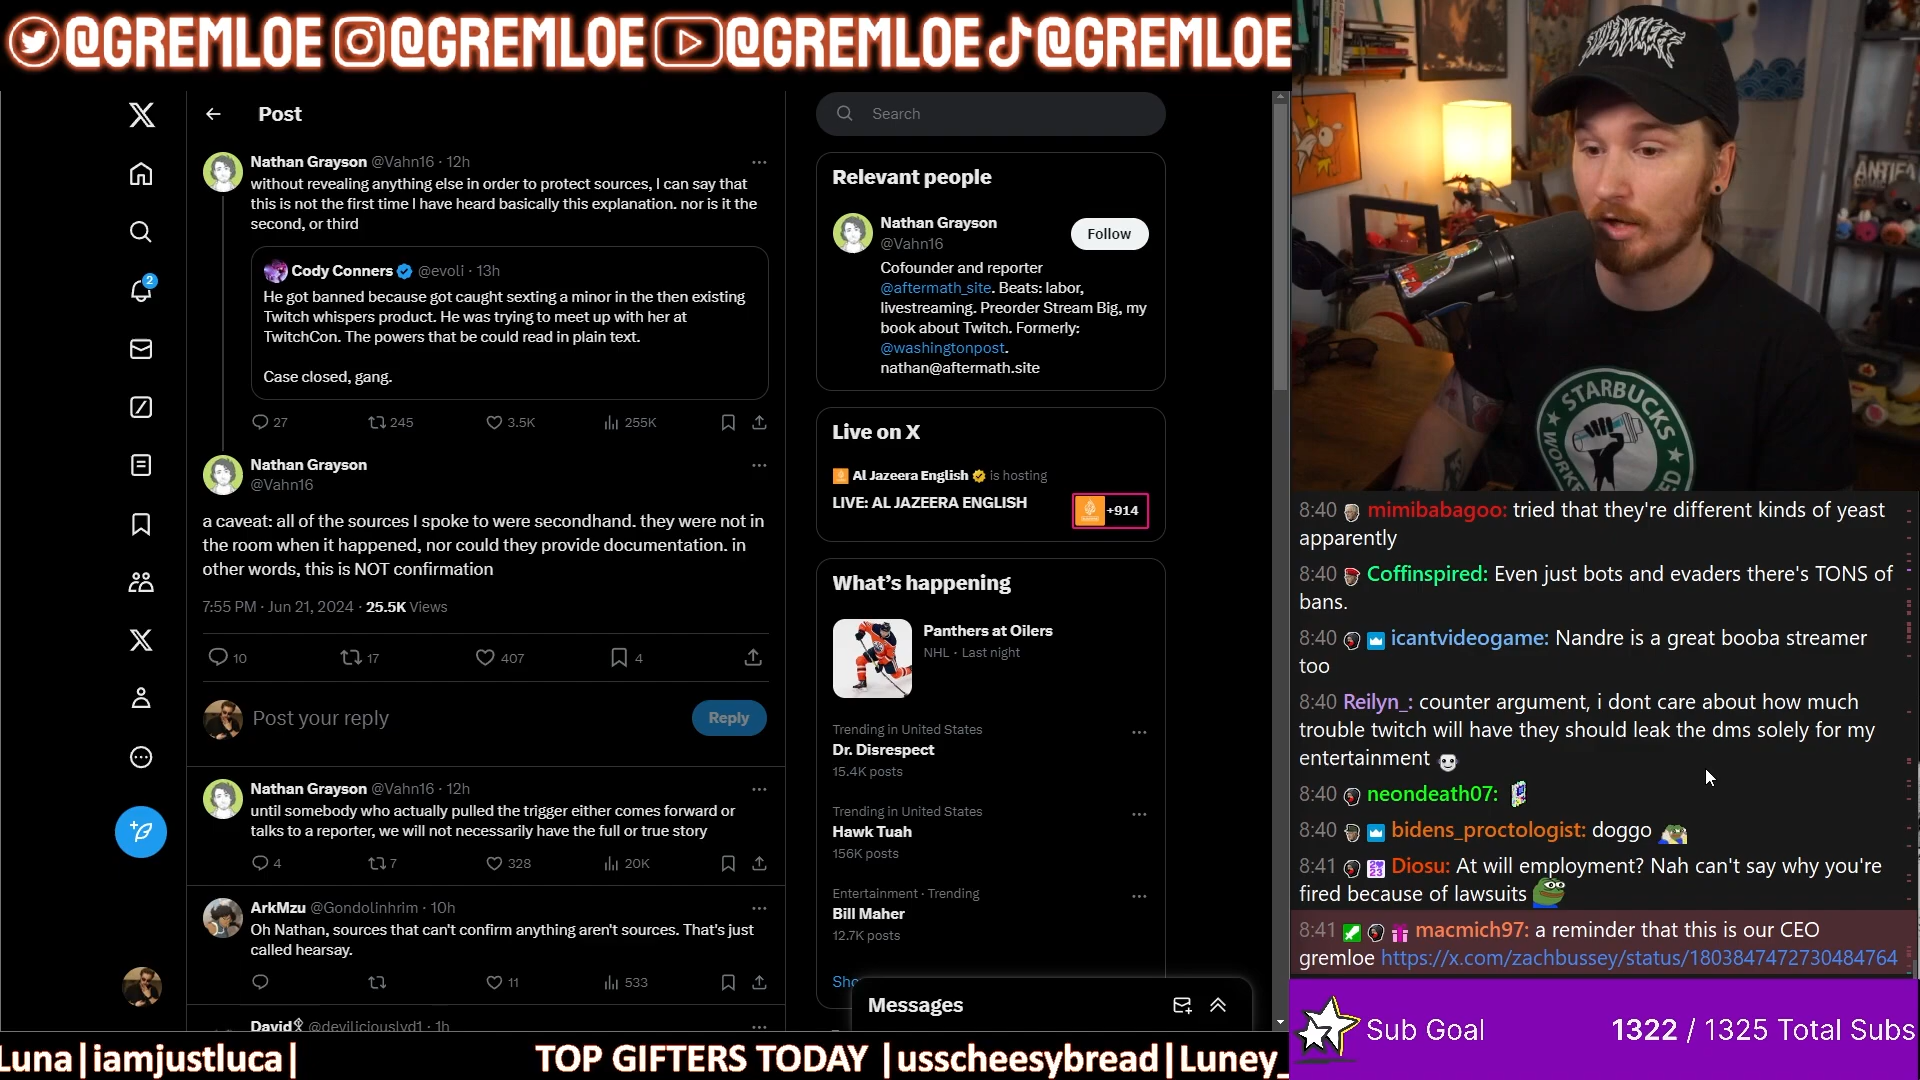 @GREMLOE @GREMLOE @GREMLOE @GREMLOE
Post
Nathan Grayson @Vahn16 · 12h
without revealing anything else in order to protect sources, I can say that
this is not the first time I have heard basically this explanation. nor is it the
second, or third
Cody Conners @evoli · 13h
He got banned because got caught sexting a minor in the then existing
Twitch whispers product. He was trying to meet up with her at
TwitchCon. The powers that be could read in plain text.
Case closed, gang.
27 245 3.5K 255K
Nathan Grayson
@Vahn16
a caveat: all of the sources I spoke to were secondhand. they were not in
the room when it happened, nor could they provide documentation. in
other words, this is NOT confirmation
7:55 PM · Jun 21, 2024 · 25.5K Views
10 17 407 4
Post your reply
Reply
Nathan Grayson @Vahn16 · 12h
until somebody who actually pulled the trigger either comes forward or
talks to a reporter, we will not necessarily have the full or true story
4 7 328 20K
ArkMzu @Gondolinhrim · 10h
Oh Nathan, sources that can't confirm anything aren't sources. That's just
called hearsay.
11 533
David @deviliciouslyd1 · 1h
2
Search
Relevant people
Nathan Grayson
@Vahn16
Follow
Cofounder and reporter
@aftermath_site. Beats: labor,
livestreaming. Preorder Stream Big, my
book about Twitch. Formerly:
@washingtonpost.
nathan@aftermath.site
Live on X
Al Jazeera English is hosting
LIVE: AL JAZEERA ENGLISH
+914
What's happening
Panthers at Oilers
NHL · Last night
Trending in United States
Dr. Disrespect
15.4K posts
Trending in United States
Hawk Tuah
156K posts
Entertainment · Trending
Bill Maher
12.7K posts
Sho
Messages
ANTIFA
STARBUCKS
WORKE ED
8:40 mimibabagoo: tried that they're different kinds of yeast
apparently
8:40 Coffinspired: Even just bots and evaders there's TONS of
bans.
8:40 icantvideogame: Nandre is a great booba streamer
too
8:40 Reilyn_: counter argument, i dont care about how much
trouble twitch will have they should leak the dms solely for my
entertainment
8:40 neondeath07:
8:40 bidens_proctologist: doggo
8:41 Diosu: At will employment? Nah can't say why you're
fired because of lawsuits
8:41 macmich97: a reminder that this is our CEO
gremloe https://x.com/zachbussey/status/1803847472730484764
Sub Goal 1322 / 1325 Total Subs
Luna|iamjustluca| TOP GIFTERS TODAY |usscheesybread|Luney_